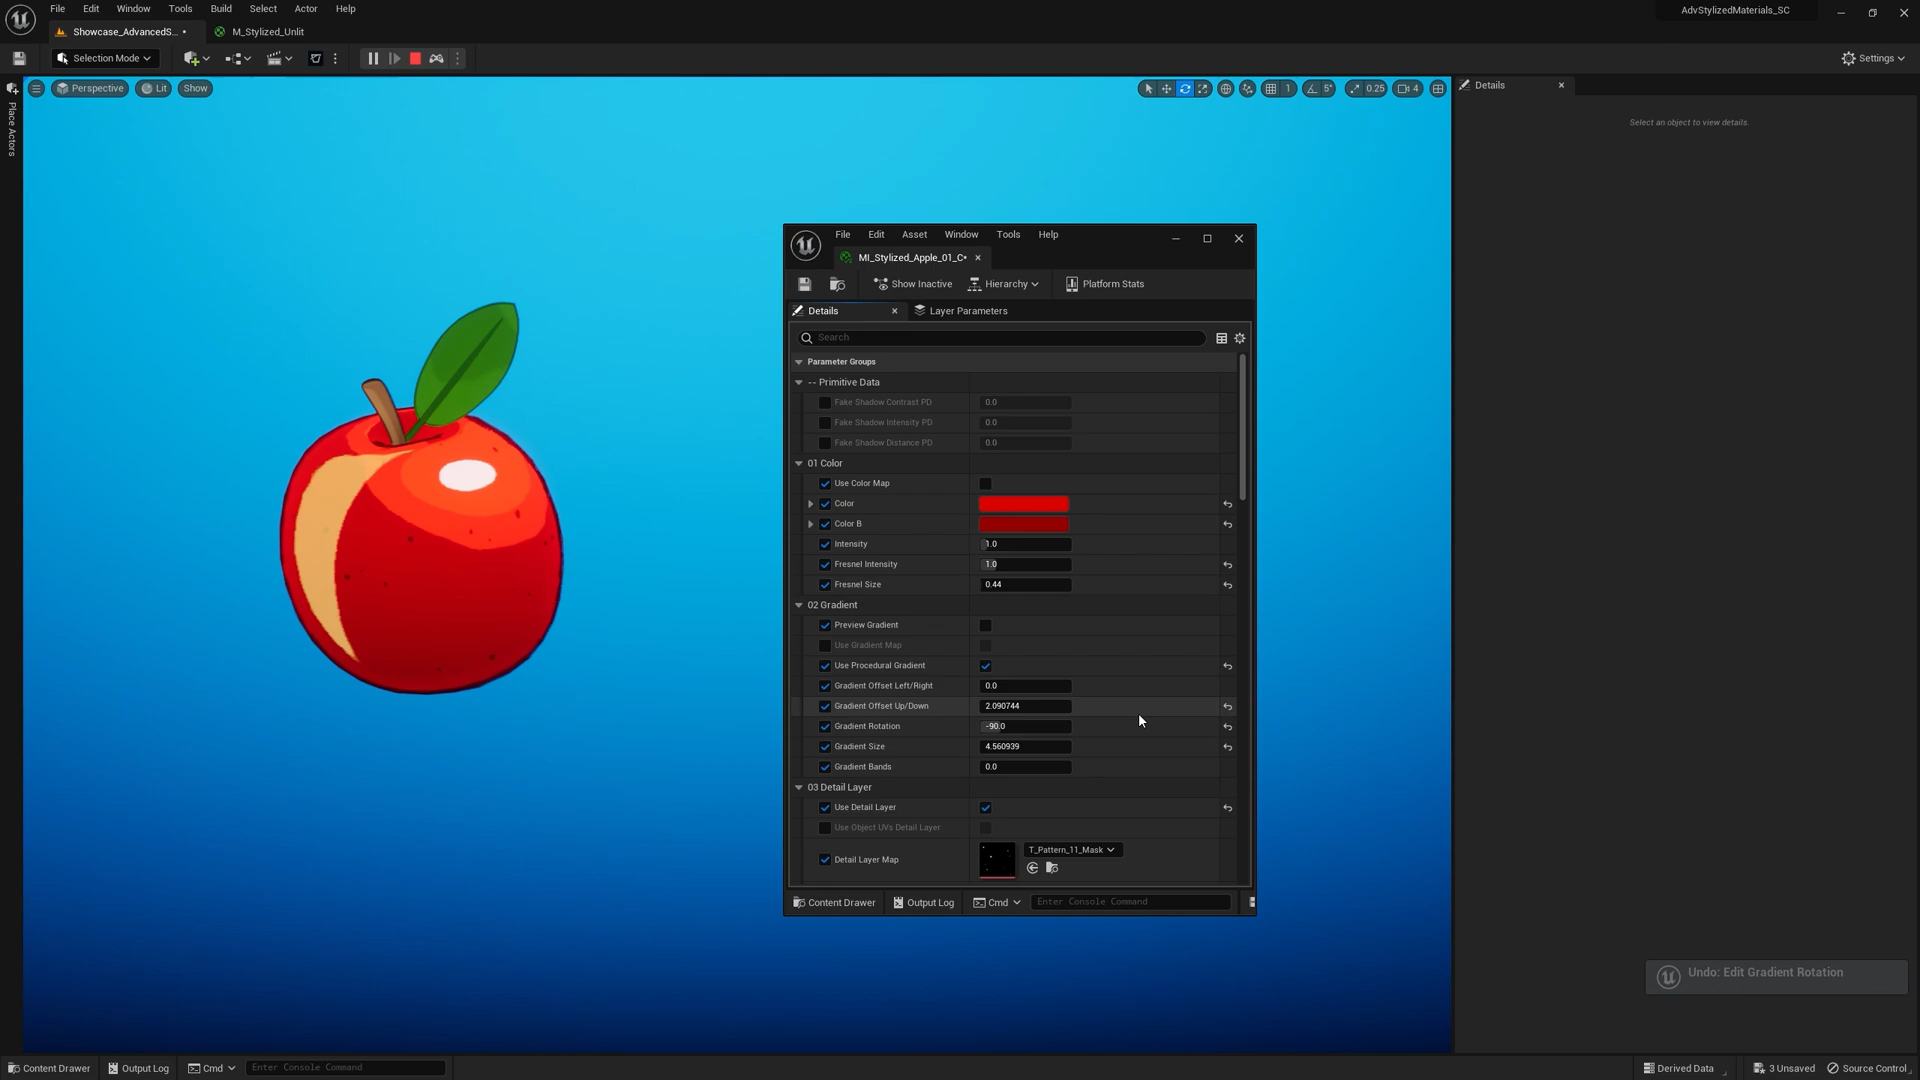 File Edit Window Tools Build Select Actor Help
AdvStylizedMaterials_SC
Showcase_AdvancedS... •
M_Stylized_Unlit
Selection Mode
Settings
Place Actors
Perspective Lit Show
1 5° 0.25 4
Details
Select an object to view details.
File Edit Asset Window Tools Help
MI_Stylized_Apple_01_C*
Show Inactive Hierarchy Platform Stats
Details Layer Parameters
Search
Parameter Groups
-- Primitive Data
Fake Shadow Contrast PD 0.0
Fake Shadow Intensity PD 0.0
Fake Shadow Distance PD 0.0
01 Color
Use Color Map
Color
Color B
Intensity 1.0
Fresnel Intensity 1.0
Fresnel Size 0.44
02 Gradient
Preview Gradient
Use Gradient Map
Use Procedural Gradient
Gradient Offset Left/Right 0.0
Gradient Offset Up/Down 2.090744
Gradient Rotation -90.0
Gradient Size 4.560939
Gradient Bands 0.0
03 Detail Layer
Use Detail Layer
Use Object UVs Detail Layer
Detail Layer Map T_Pattern_11_Mask
Content Drawer Output Log Cmd Enter Console Command
Undo: Edit Gradient Rotation
Content Drawer Output Log Cmd Enter Console Command
Derived Data 3 Unsaved Source Control